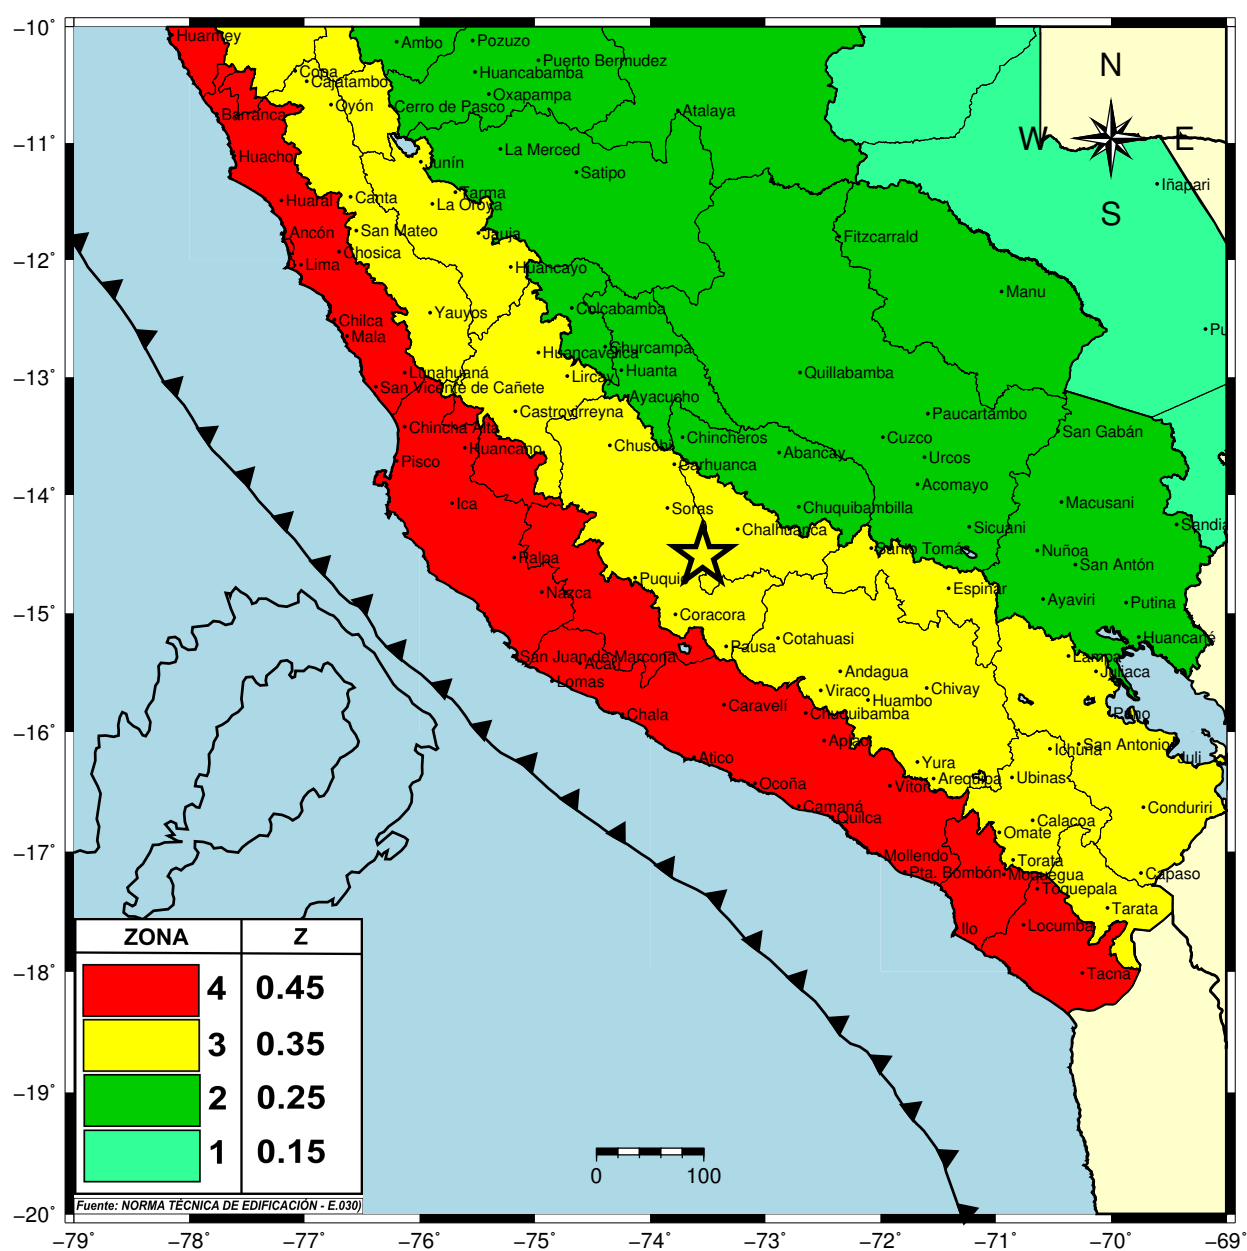 −10°
−11°
−12°
−13°
−14°
−15°
−16°
−17°
−18°
−19°
−20°
−79°
−78°
−77°
−76°
−75°
−74°
−73°
−72°
−71°
−70°
−69°
N
W
E
S
Huarmey
Ambo
Pozuzo
Puerto Bermudez
Copa
Cajatambo
Huancabamba
Oxapampa
Oyón
Cerro de Pasco
Barranca
Atalaya
La Merced
Huacho
Junín
Satipo
Iñapari
Huaral
Canta
Tarma
La Oroya
Ancón
San Mateo
Jauja
Fitzcarrald
Chosica
Lima
Huancayo
Manu
Colcabamba
Yauyos
Chilca
Mala
Pu
Churcampa
Huancavelica
Huanta
Lircay
Lunahuaná
San Vicente de Cañete
Quillabamba
Ayacucho
Castrovirreyna
Paucartambo
Chincha Alta
San Gabán
Chincheros
Cuzco
Chuschi
Huancano
Abancay
Urcos
Pisco
Carhuanca
Acomayo
Ica
Soras
Chuquibambilla
Macusani
Chalhuanca
Sicuani
Sandia
Palpa
Santo Tomás
Nuñoa
San Antón
Puquio
Espinar
Nazca
Ayaviri
Putina
Coracora
Cotahuasi
Huancané
Pausa
San Juan de Marcona
Acarí
Lampa
Juliaca
Lomas
Andagua
Viraco
Huambo
Chivay
Caravelí
Chala
Chuquibamba
Puno
Aplao
San Antonio
Ichuña
Atico
Yura
Juli
Ocoña
Vítor
Arequipa
Ubinas
Camaná
Quilca
Conduriri
Calacoa
Omate
Mollendo
Torata
Pta. Bombón
Moquegua
Capaso
Toquepala
Tarata
Ilo
Locumba
Tacna
ZONA Z
4 0.45
3 0.35
2 0.25
1 0.15
Fuente: NORMA TÉCNICA DE EDIFICACIÓN - E.030)
0 100